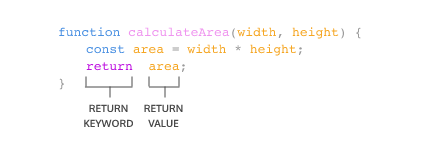 function calculateArea(width, height) {
const area = width * height;
return area;
}
RETURN KEYWORD
RETURN VALUE